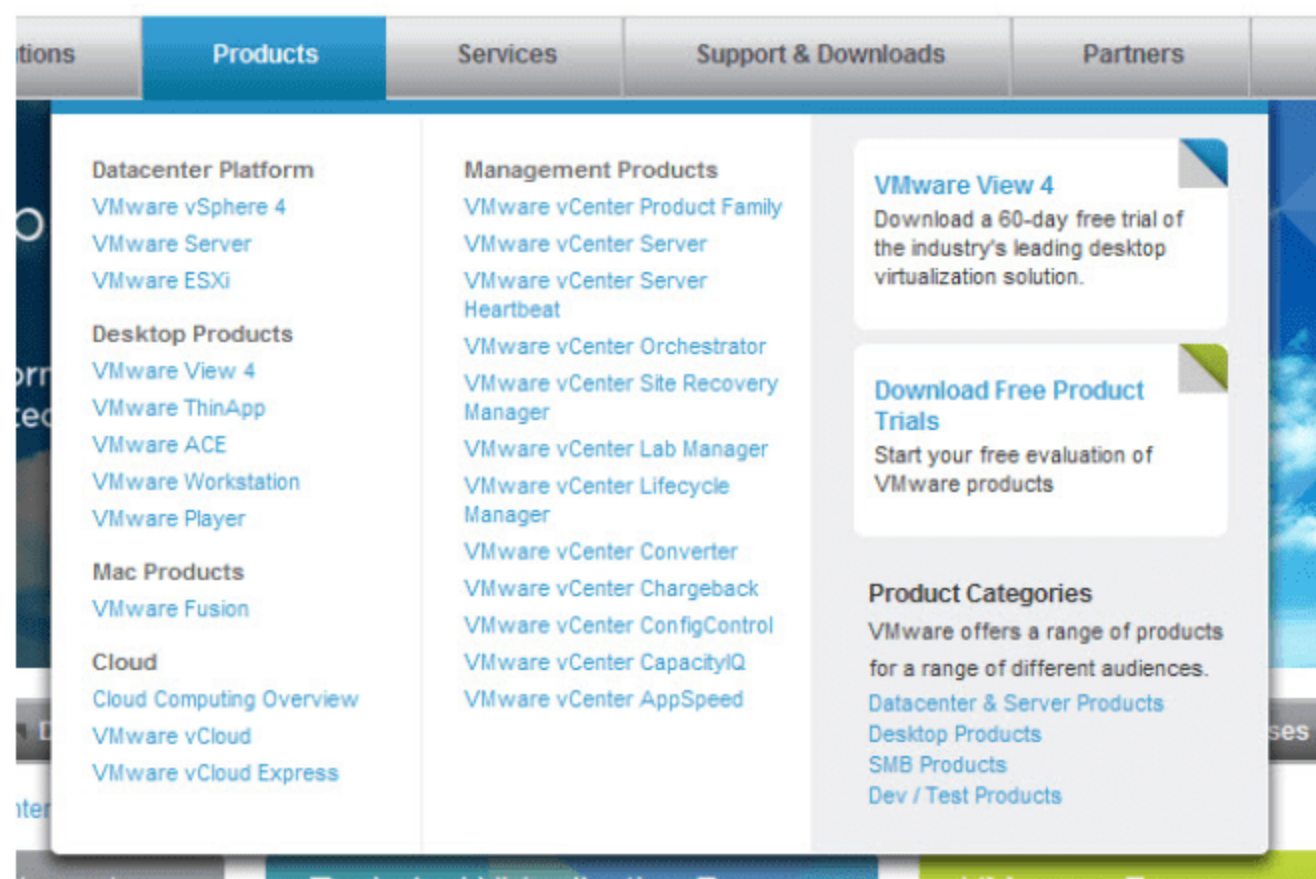 Products
Services
Support & Downloads
Partners
Datacenter Platform
VMware vSphere 4
VMware Server
VMware ESXi
Desktop Products
VMware View 4
VMware ThinApp
VMware ACE
VMware Workstation
VMware Player
Mac Products
VMware Fusion
Cloud
Cloud Computing Overview
VMware vCloud
VMware vCloud Express
Management Products
VMware vCenter Product Family
VMware vCenter Server
VMware vCenter Server
Heartbeat
VMware vCenter Orchestrator
VMware vCenter Site Recovery
Manager
VMware vCenter Lab Manager
VMware vCenter Lifecycle
Manager
VMware vCenter Converter
VMware vCenter Chargeback
VMware vCenter ConfigControl
VMware vCenter CapacityIQ
VMware vCenter AppSpeed
VMware View 4
Download a 60-day free trial of
the industry's leading desktop
virtualization solution.
Download Free Product
Trials
Start your free evaluation of
VMware products
Product Categories
VMware offers a range of products
for a range of different audiences.
Datacenter & Server Products
Desktop Products
SMB Products
Dev / Test Products